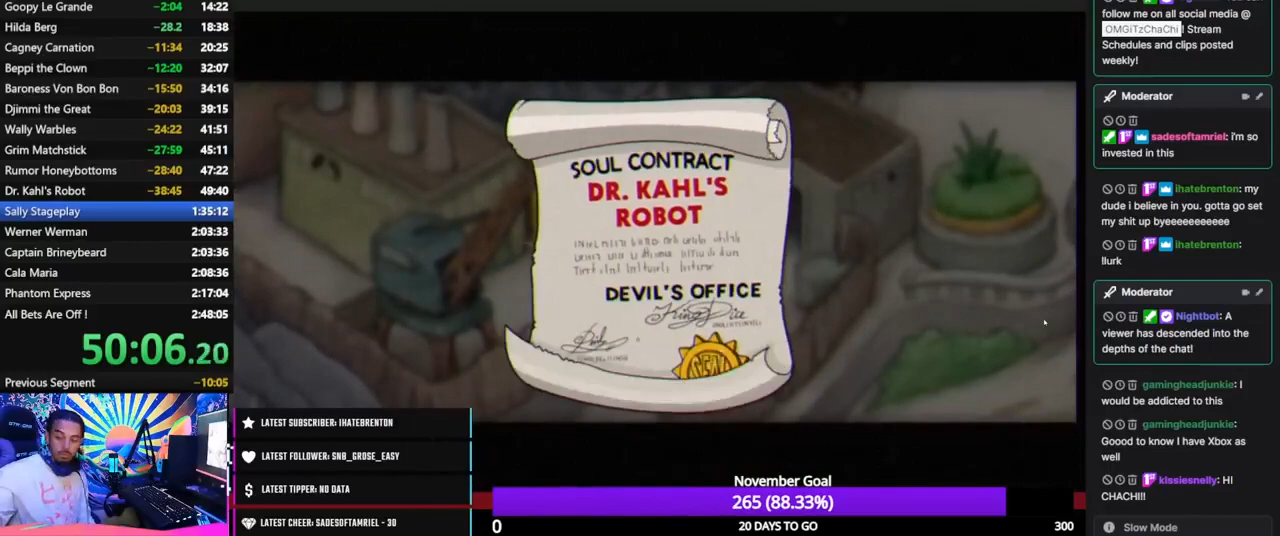 Goopy Le Grande −2:04 14:22
Hilda Berg −28.2 18:38
Cagney Carnation −11:34 20:25
Beppi the Clown −12:20 32:07
Baroness Von Bon Bon −15:50 34:16
Djimmi the Great −20:03 39:15
Wally Warbles −24:22 41:51
Grim Matchstick −27:59 45:11
Rumor Honeybottoms −28:40 47:22
Dr. Kahl's Robot −38:45 49:40
Sally Stageplay 1:35:12
Werner Werman 2:03:33
Captain Brineybeard 2:03:36
Cala Maria 2:08:36
Phantom Express 2:17:04
All Bets Are Off ! 2:48:05
50:06.20
Previous Segment −10:05
SOUL CONTRACT
DR. KAHL'S
ROBOT
DEVIL'S OFFICE
SEAL
LATEST SUBSCRIBER: IHATEBRENTON
LATEST FOLLOWER: SNB_GROSE_EASY
LATEST TIPPER: NO DATA
LATEST CHEER: SADESOFTAMRIEL - 30
November Goal
265 (88.33%)
0 20 DAYS TO GO 300
follow me on all social media @
OMGiTzChaChi! Stream
Schedules and clips posted
weekly!
Moderator
sadesoftamriel: i'm so
invested in this
ihatebrenton: my
dude i believe in you. gotta go set
my shit up byeeeeeeeeeee
ihatebrenton:
!lurk
Moderator
Nightbot: A
viewer has descended into the
depths of the chat!
gamingheadjunkie: I
would be addicted to this
gamingheadjunkie:
Goood to know I have Xbox as
well
kissiesnelly: HI
CHACHI!!
Slow Mode